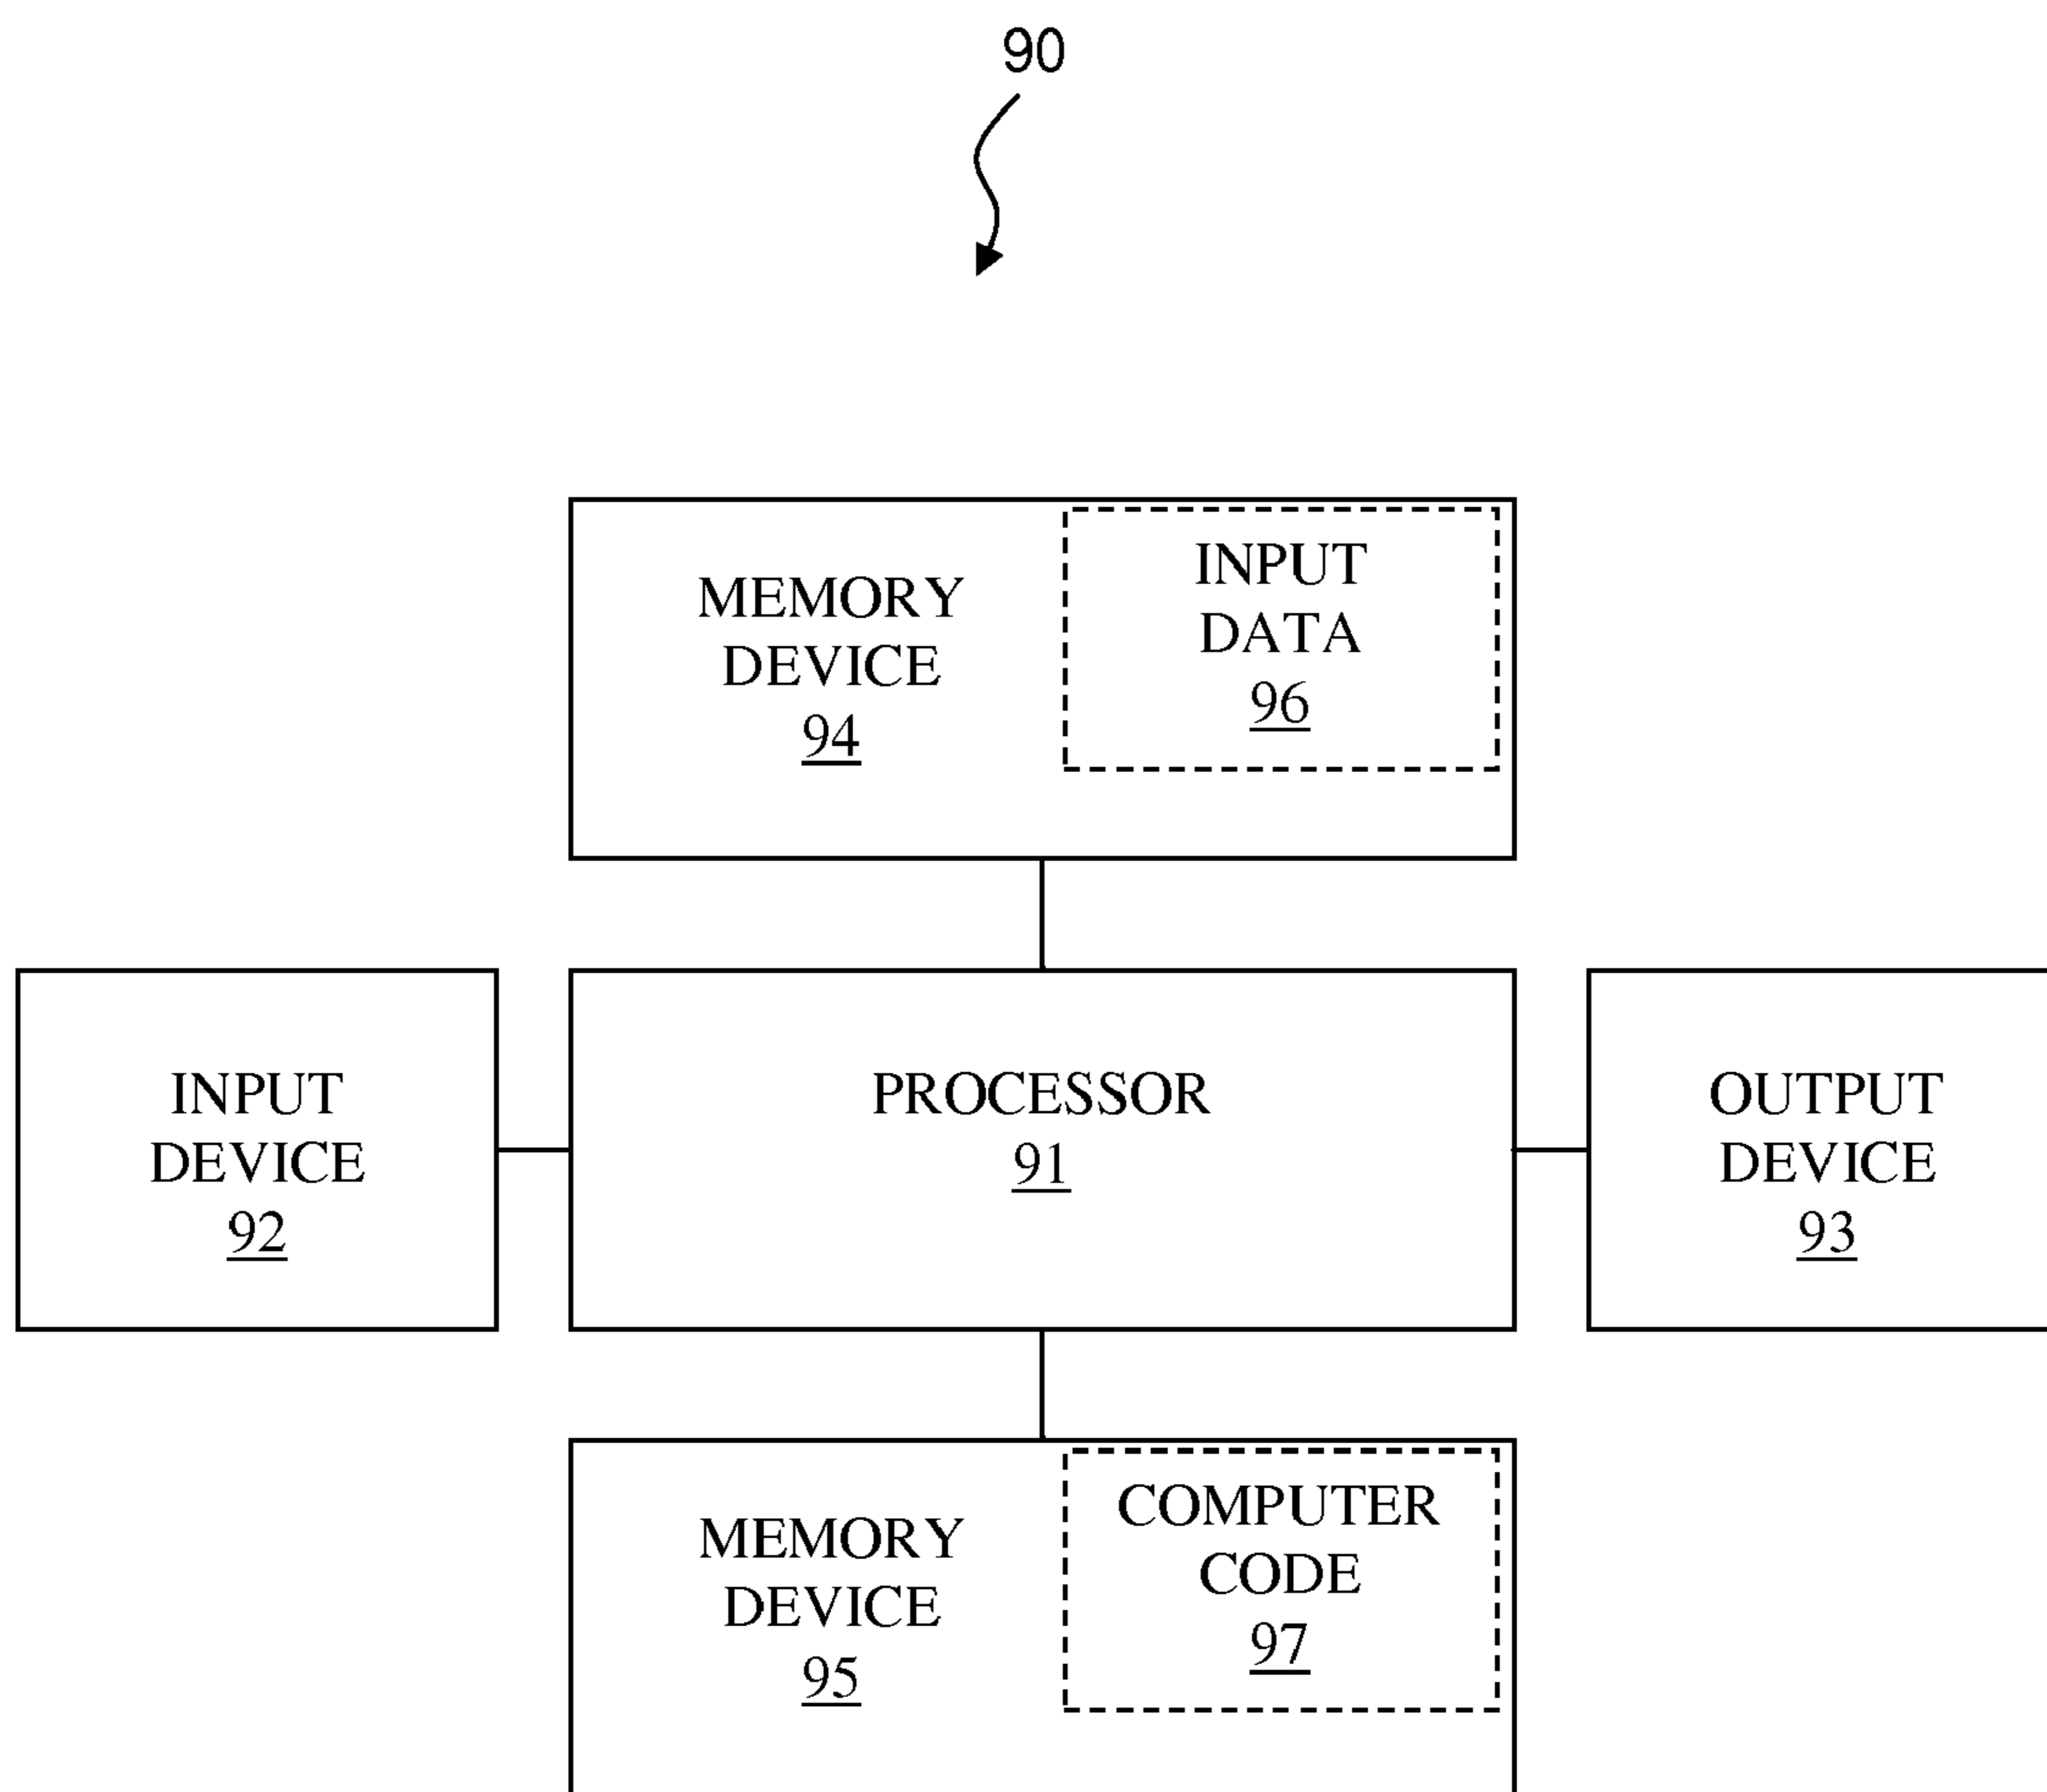 90
MEMORY
DEVICE
94
INPUT
DATA
96
INPUT
DEVICE
92
PROCESSOR
91
OUTPUT
DEVICE
93
MEMORY
DEVICE
95
COMPUTER
CODE
97